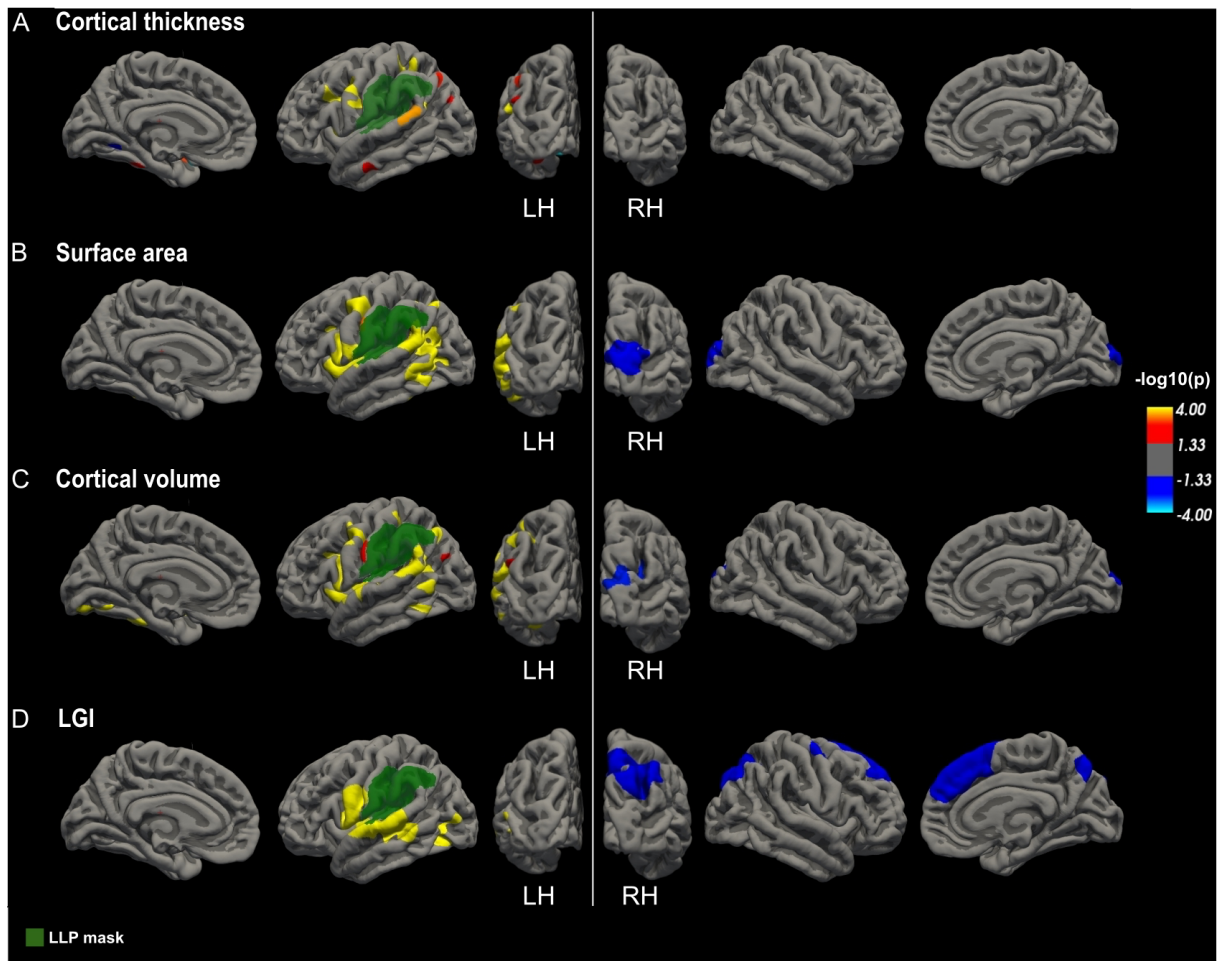 A Cortical thickness
LH RH
B Surface area
LH RH
-log10(p)
4.00
1.33
-1.33
-4.00
C Cortical volume
LH RH
D LGI
LH RH
LLP mask